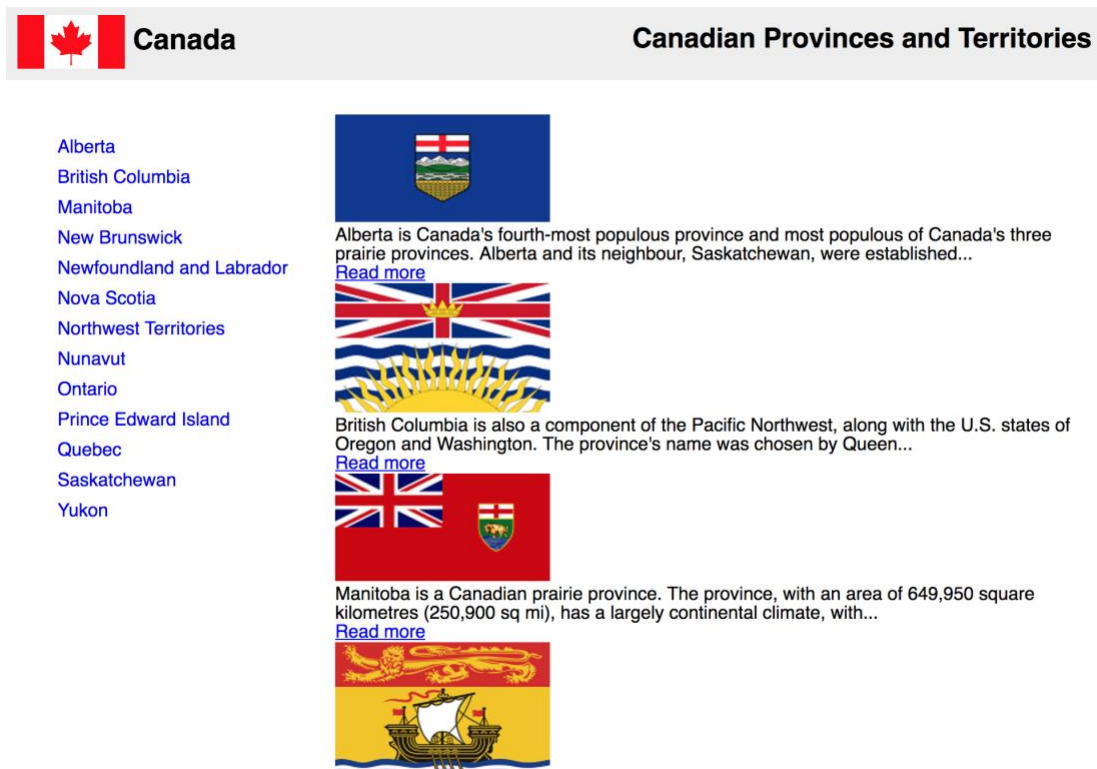 Canada
Canadian Provinces and Territories
Alberta
British Columbia
Manitoba
New Brunswick
Newfoundland and Labrador
Nova Scotia
Northwest Territories
Nunavut
Ontario
Prince Edward Island
Quebec
Saskatchewan
Yukon
Alberta is Canada's fourth-most populous province and most populous of Canada's three
prairie provinces. Alberta and its neighbour, Saskatchewan, were established...
Read more
British Columbia is also a component of the Pacific Northwest, along with the U.S. states of
Oregon and Washington. The province's name was chosen by Queen...
Read more
Manitoba is a Canadian prairie province. The province, with an area of 649,950 square
kilometres (250,900 sq mi), has a largely continental climate, with...
Read more